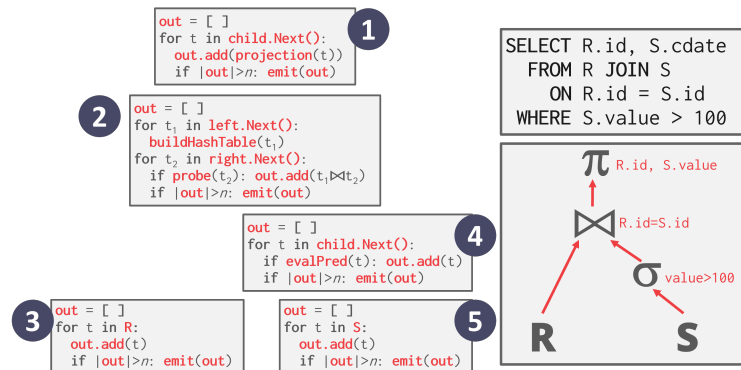 1
out = [ ]
for t in child.Next():
out.add(projection(t))
if |out|>n: emit(out)
2
out = [ ]
for t₁ in left.Next():
buildHashTable(t₁)
for t₂ in right.Next():
if probe(t₂): out.add(t₁⋈t₂)
if |out|>n: emit(out)
4
out = [ ]
for t in child.Next():
if evalPred(t): out.add(t)
if |out|>n: emit(out)
3
out = [ ]
for t in R:
out.add(t)
if |out|>n: emit(out)
5
out = [ ]
for t in S:
out.add(t)
if |out|>n: emit(out)
SELECT R.id, S.cdate
FROM R JOIN S
ON R.id = S.id
WHERE S.value > 100
π R.id, S.value
⋈ R.id=S.id
σ value>100
R S